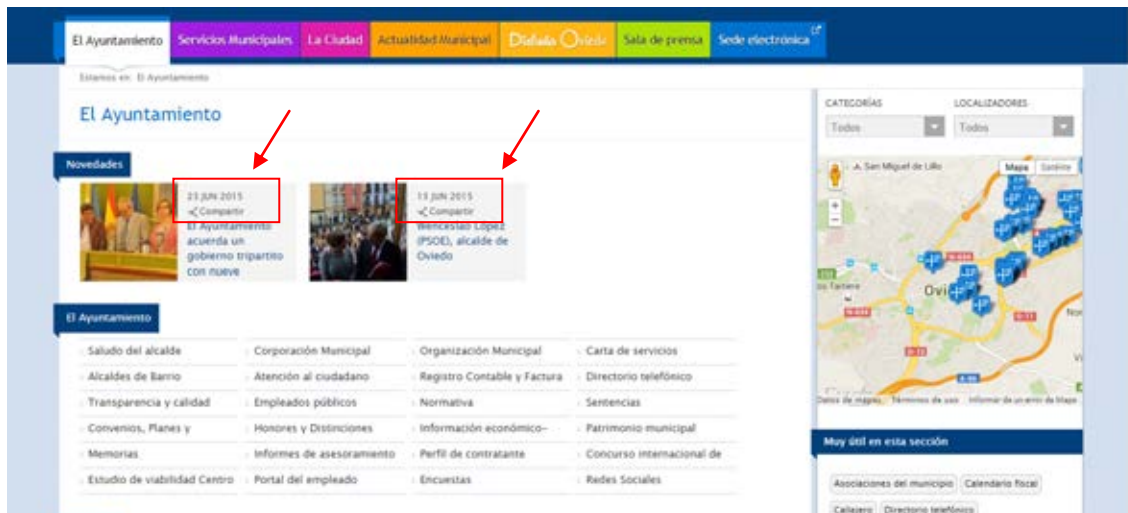 El Ayuntamiento
Servicios Municipales
La Ciudad
Actualidad Municipal
Disfruta Oviedo
Sala de prensa
Sede electrónica
Estamos en: El Ayuntamiento
El Ayuntamiento
Novedades
23 JUN 2015
Compartir
El Ayuntamiento
acuerda un
gobierno tripartito
con nueve
13 JUN 2015
Compartir
Wenceslao López
(PSOE), alcalde de
Oviedo
El Ayuntamiento
Saludo del alcalde
Corporación Municipal
Organización Municipal
Carta de servicios
Alcaldes de Barrio
Atención al ciudadano
Registro Contable y Factura
Directorio telefónico
Transparencia y calidad
Empleados públicos
Normativa
Sentencias
Convenios, Planes y
Honores y Distinciones
Información económico-
Patrimonio municipal
Memorias
Informes de asesoramiento
Perfil de contratante
Concurso internacional de
Estudio de viabilidad Centro
Portal del empleado
Encuestas
Redes Sociales
CATEGORÍAS
LOCALIZADORES
Todos
Todos
San Miguel de Lillo
Mapa
Satélite
+
-
Ovi
Datos de mapas
Términos de uso
Informar de un error de Maps
Muy útil en esta sección
Asociaciones del municipio
Calendario fiscal
Callejero
Directorio telefónico